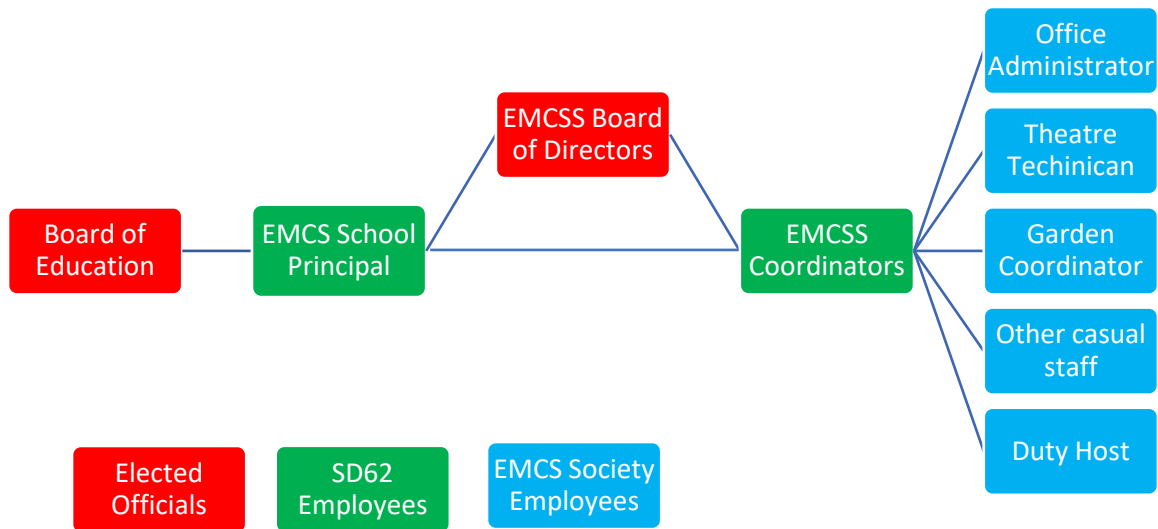 Board of
Education
EMCS School
Principal
EMCSS Board
of Directors
EMCSS
Coordinators
Office
Administrator
Theatre
Techinican
Garden
Coordinator
Other casual
staff
Duty Host
Elected
Officials
SD62
Employees
EMCS Society
Employees